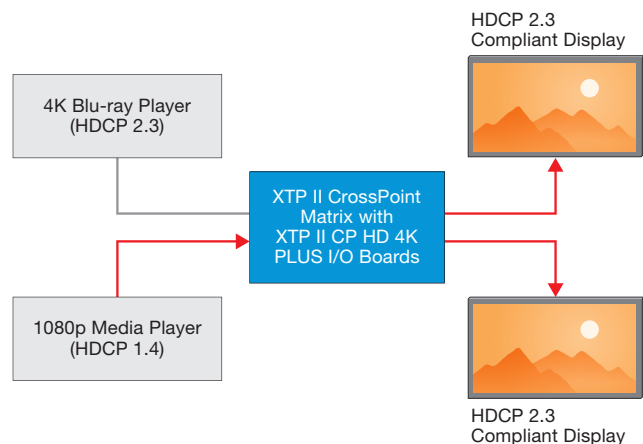 HDCP 2.3
Compliant Display
4K Blu-ray Player
(HDCP 2.3)
XTP II CrossPoint
Matrix with
XTP II CP HD 4K
PLUS I/O Boards
1080p Media Player
(HDCP 1.4)
HDCP 2.3
Compliant Display